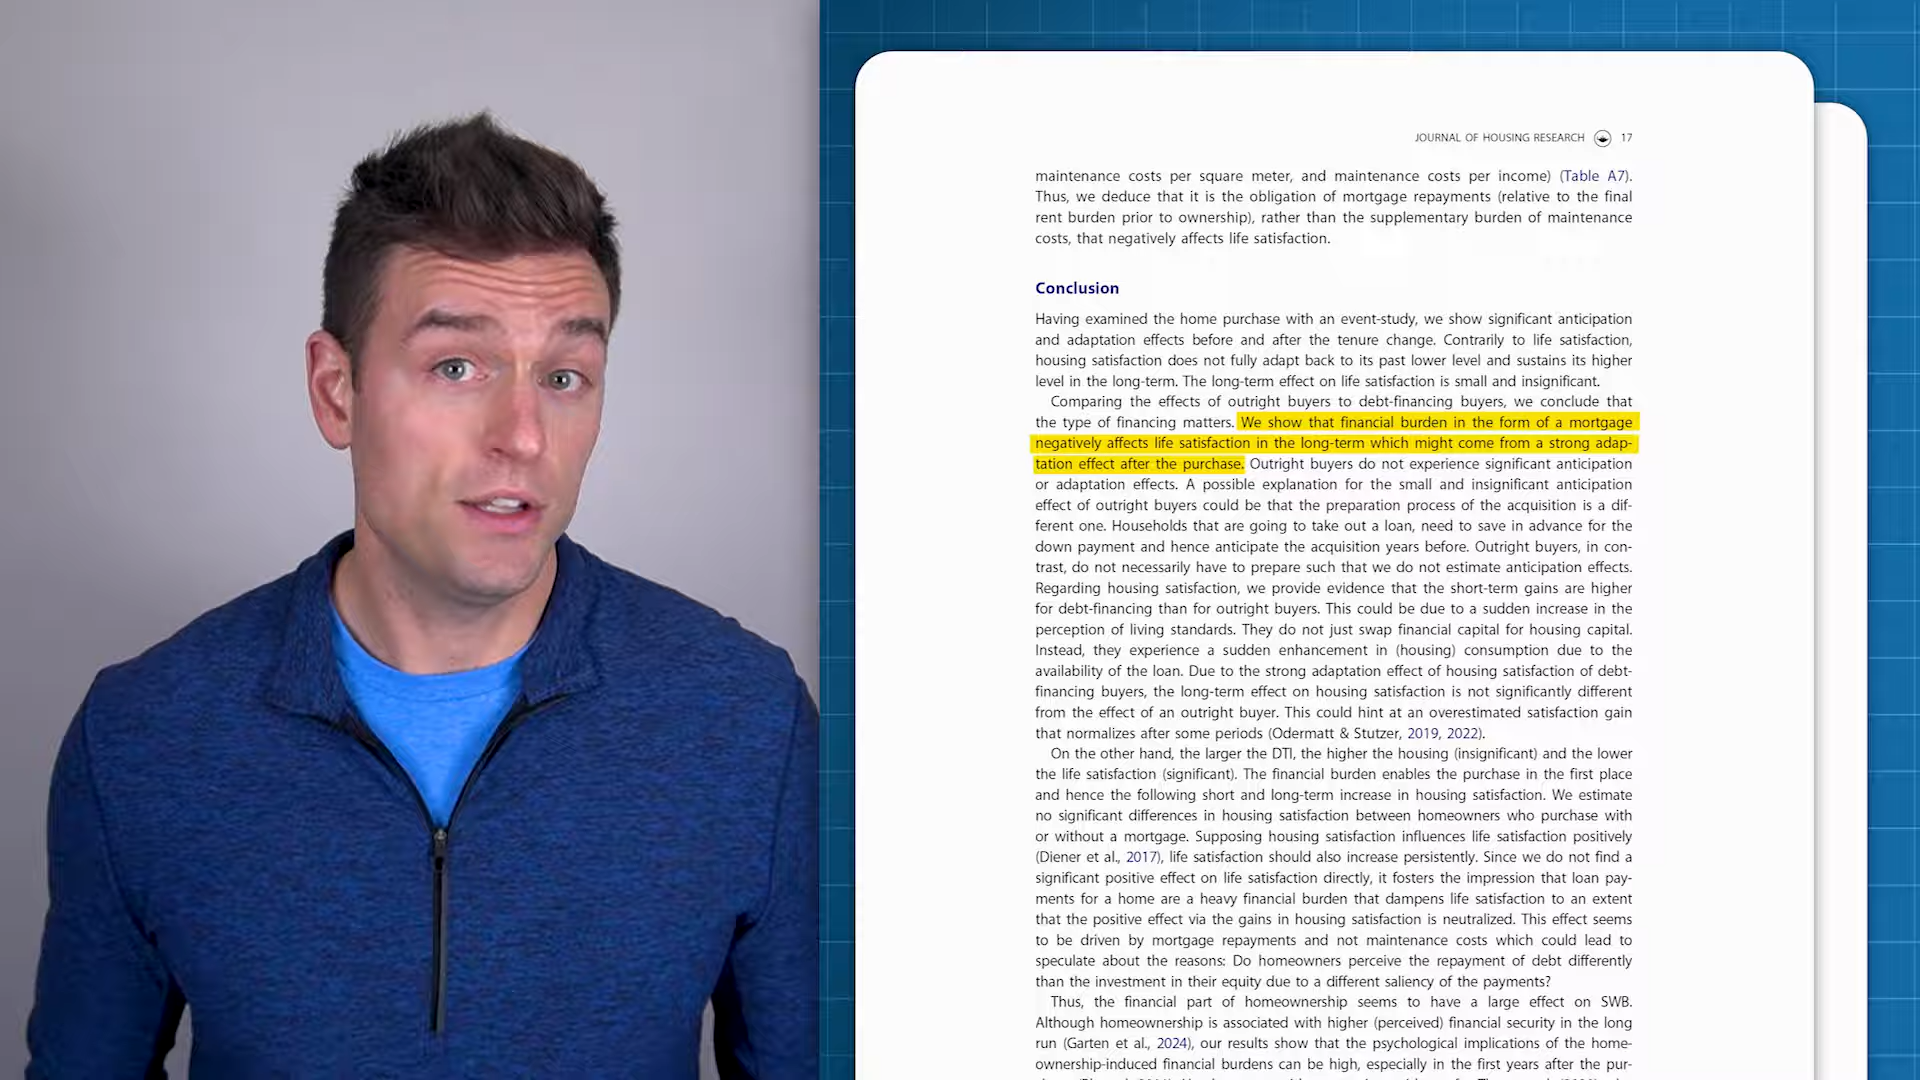 JOURNAL OF HOUSING RESEARCH 17
maintenance costs per square meter, and maintenance costs per income) (Table A7).
Thus, we deduce that it is the obligation of mortgage repayments (relative to the final
rent burden prior to ownership), rather than the supplementary burden of maintenance
costs, that negatively affects life satisfaction.
Conclusion
Having examined the home purchase with an event-study, we show significant anticipation
and adaptation effects before and after the tenure change. Contrarily to life satisfaction,
housing satisfaction does not fully adapt back to its past lower level and sustains its higher
level in the long-term. The long-term effect on life satisfaction is small and insignificant.
Comparing the effects of outright buyers to debt-financing buyers, we conclude that
the type of financing matters. We show that financial burden in the form of a mortgage
negatively affects life satisfaction in the long-term which might come from a strong adap-
tation effect after the purchase. Outright buyers do not experience significant anticipation
or adaptation effects. A possible explanation for the small and insignificant anticipation
effect of outright buyers could be that the preparation process of the acquisition is a dif-
ferent one. Households that are going to take out a loan, need to save in advance for the
down payment and hence anticipate the acquisition years before. Outright buyers, in con-
trast, do not necessarily have to prepare such that we do not estimate anticipation effects.
Regarding housing satisfaction, we provide evidence that the short-term gains are higher
for debt-financing than for outright buyers. This could be due to a sudden increase in the
perception of living standards. They do not just swap financial capital for housing capital.
Instead, they experience a sudden enhancement in (housing) consumption due to the
availability of the loan. Due to the strong adaptation effect of housing satisfaction of debt-
financing buyers, the long-term effect on housing satisfaction is not significantly different
from the effect of an outright buyer. This could hint at an overestimated satisfaction gain
that normalizes after some periods (Odermatt & Stutzer, 2019, 2022).
On the other hand, the larger the DTI, the higher the housing (insignificant) and the lower
the life satisfaction (significant). The financial burden enables the purchase in the first place
and hence the following short and long-term increase in housing satisfaction. We estimate
no significant differences in housing satisfaction between homeowners who purchase with
or without a mortgage. Supposing housing satisfaction influences life satisfaction positively
(Diener et al., 2017), life satisfaction should also increase persistently. Since we do not find a
significant positive effect on life satisfaction directly, it fosters the impression that loan pay-
ments for a home are a heavy financial burden that dampens life satisfaction to an extent
that the positive effect via the gains in housing satisfaction is neutralized. This effect seems
to be driven by mortgage repayments and not maintenance costs which could lead to
speculate about the reasons: Do homeowners perceive the repayment of debt differently
than the investment in their equity due to a different saliency of the payments?
Thus, the financial part of homeownership seems to have a large effect on SWB.
Although homeownership is associated with higher (perceived) financial security in the long
run (Garten et al., 2024), our results show that the psychological implications of the home-
ownership-induced financial burdens can be high, especially in the first years after the pur-